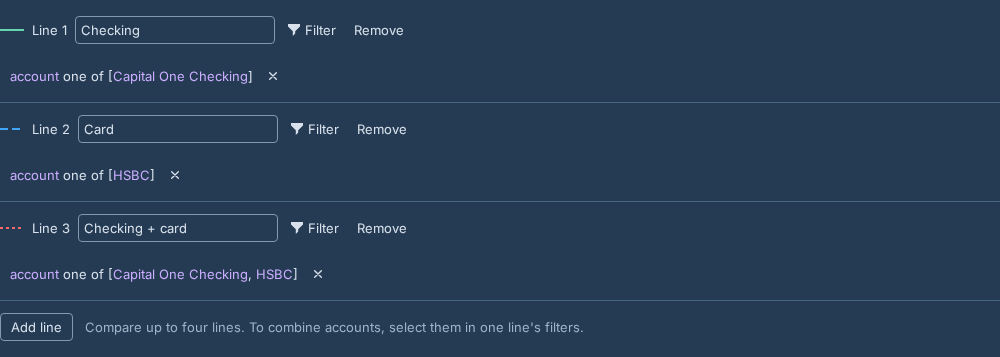 Line 1 Checking Filter Remove
account one of [Capital One Checking] ×
Line 2 Card Filter Remove
account one of [HSBC] ×
Line 3 Checking + card Filter Remove
account one of [Capital One Checking, HSBC] ×
Add line Compare up to four lines. To combine accounts, select them in one line's filters.